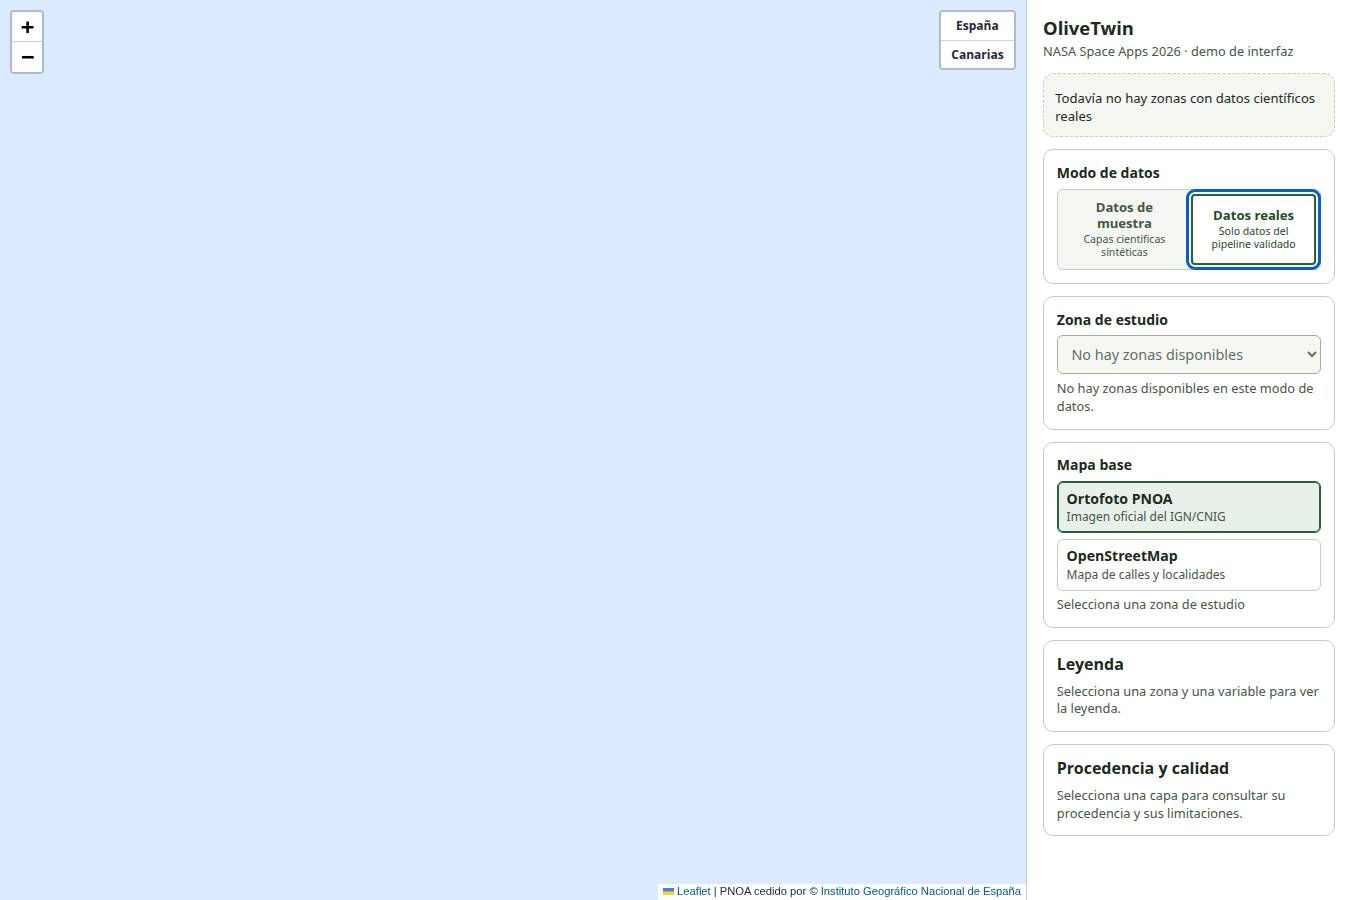 +
−
España
Canarias
Leaflet | PNOA cedido por © Instituto Geográfico Nacional de España
OliveTwin
NASA Space Apps 2026 · demo de interfaz
Todavía no hay zonas con datos científicos
reales
Modo de datos
Datos de
muestra
Capas científicas
sintéticas
Datos reales
Solo datos del
pipeline validado
Zona de estudio
No hay zonas disponibles
No hay zonas disponibles en este modo de
datos.
Mapa base
Ortofoto PNOA
Imagen oficial del IGN/CNIG
OpenStreetMap
Mapa de calles y localidades
Selecciona una zona de estudio
Leyenda
Selecciona una zona y una variable para ver
la leyenda.
Procedencia y calidad
Selecciona una capa para consultar su
procedencia y sus limitaciones.